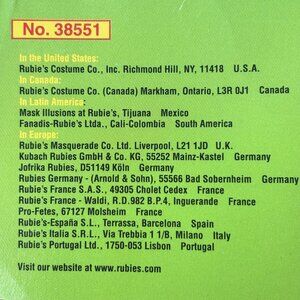 No. 38551
In the United States:
Rubie's Costume Co., Inc. Richmond Hill, NY, 11418 U.S.A.
In Canada:
Rubie's Costume Co. (Canada) Markham, Ontario, L3R 0J1 Canada
In Latin America:
Mask Illusions at Rubie's, Tijuana Mexico
Fanadis-Rubie's Ltda., Cali-Colombia South America
In Europe:
Rubie's Masquerade Co. Ltd. Liverpool, L21 1JD U.K.
Kubach Rubies GmbH & Co. KG, 55252 Mainz-Kastel Germany
Jofrika Rubies, D51149 Köln Germany
Rubies Germany - (Arnold & Sohn), 55566 Bad Sobernheim Germany
Rubie's France S.A.S., 49305 Cholet Cedex France
Rubie's France - Waldi, R.D.982 B.P.4, Inguerande France
Pro-Fetes, 67127 Molsheim France
Rubie's-España S.L., Terrassa, Barcelona Spain
Rubie's Italia S.R.L., Via Trebbia 1 1/B, Milano Italy
Rubie's Portugal Ltd., 1750-053 Lisbon Portugal
Visit our website at www.rubies.com